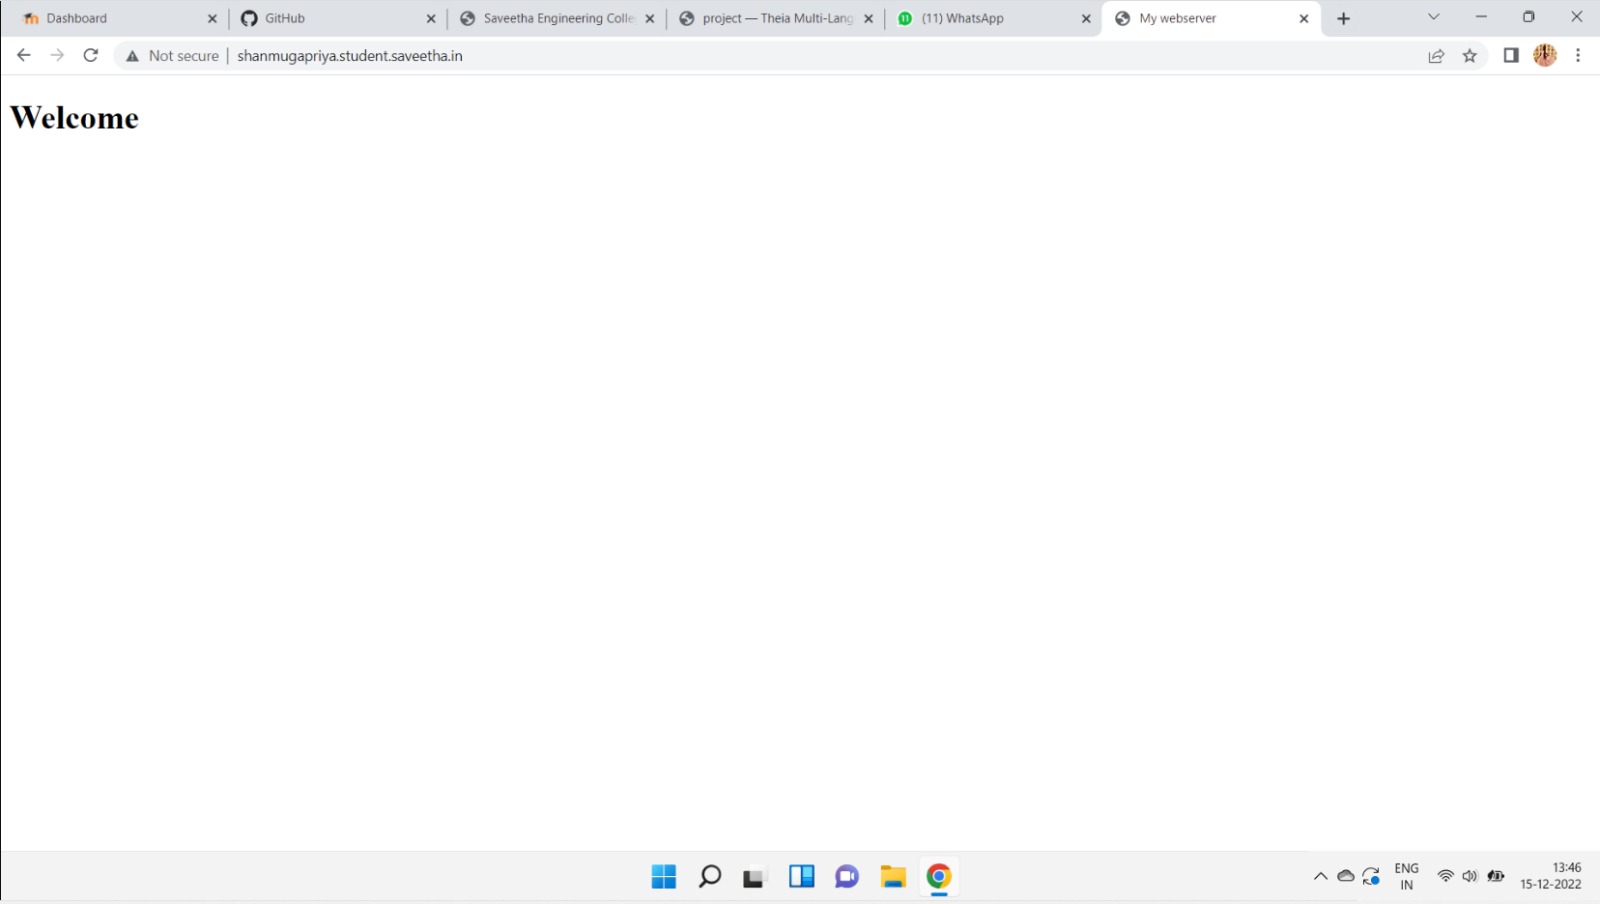 Dashboard
GitHub
Saveetha Engineering Colle
project — Theia Multi-Lang
(11) WhatsApp
My webserver
Not secure
shanmugapriya.student.saveetha.in
Welcome
ENG
IN
13:46
15-12-2022